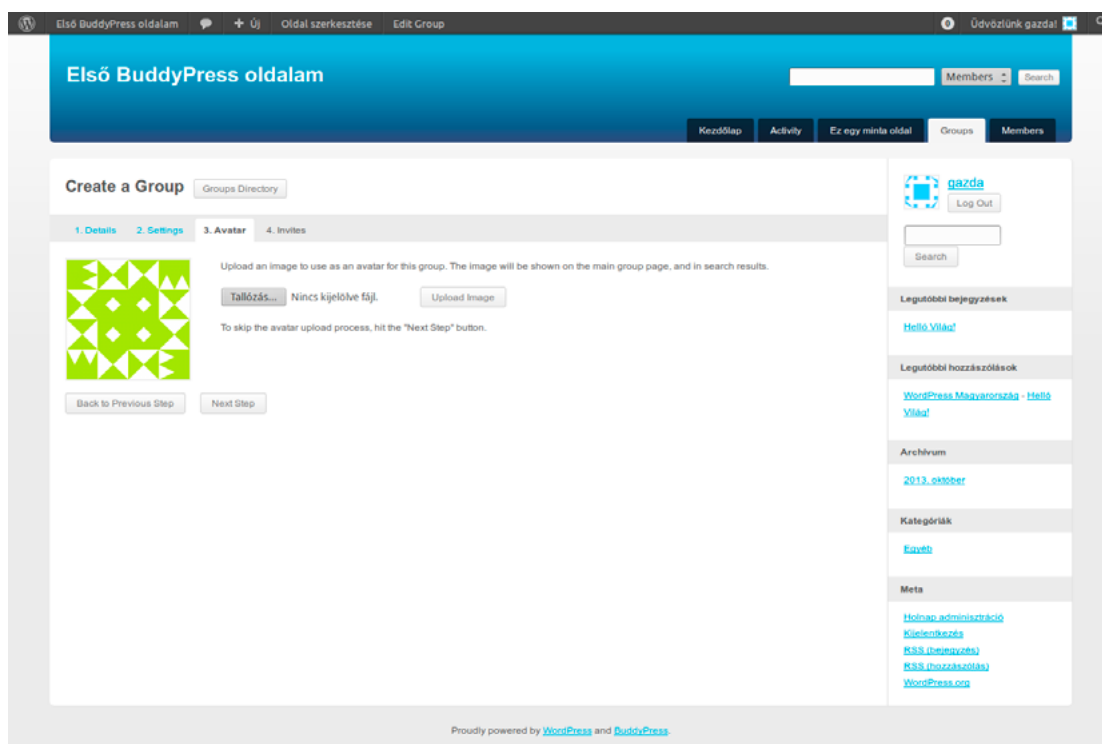 Első BuddyPress oldalam + Új Oldal szerkesztése Edit Group 0 Üdvözlünk gazda!
Első BuddyPress oldalam
Members Search
Kezdőlap Activity Ez egy minta oldal Groups Members
Create a Group Groups Directory
1. Details 2. Settings 3. Avatar 4. Invites
Upload an image to use as an avatar for this group. The image will be shown on the main group page, and in search results.
Tallózás... Nincs kijelölve fájl. Upload Image
To skip the avatar upload process, hit the "Next Step" button.
Back to Previous Step Next Step
gazda
Log Out
Search
Legutóbbi bejegyzések
Helló Világ!
Legutóbbi hozzászólások
WordPress Magyarország - Helló
Világ!
Archívum
2013. október
Kategóriák
Egyéb
Meta
Honlap adminisztráció
Kijelentkezés
RSS (bejegyzés)
RSS (hozzászólás)
WordPress.org
Proudly powered by WordPress and BuddyPress.